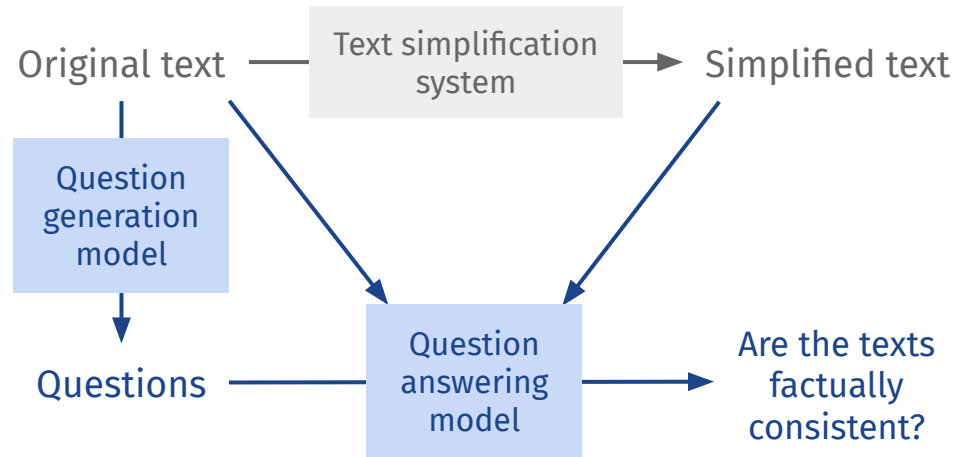 Original text
Text simplification
system
Simplified text
Question
generation
model
Questions
Question
answering
model
Are the texts
factually
consistent?